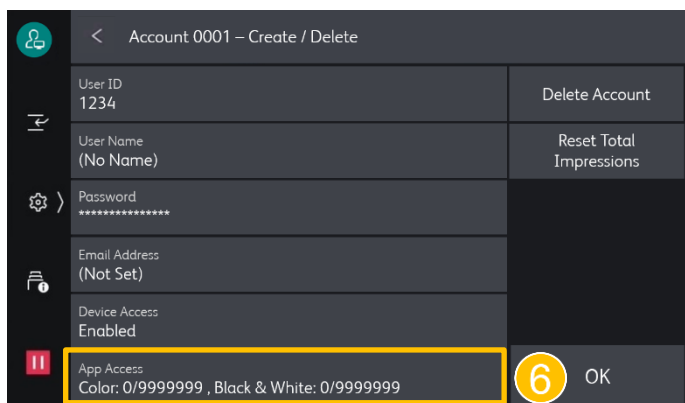 < Account 0001 – Create / Delete
User ID
1234
Delete Account
User Name
(No Name)
Reset Total
Impressions
Password
***************
Email Address
(Not Set)
Device Access
Enabled
App Access
Color: 0/9999999 , Black & White: 0/9999999
6
OK